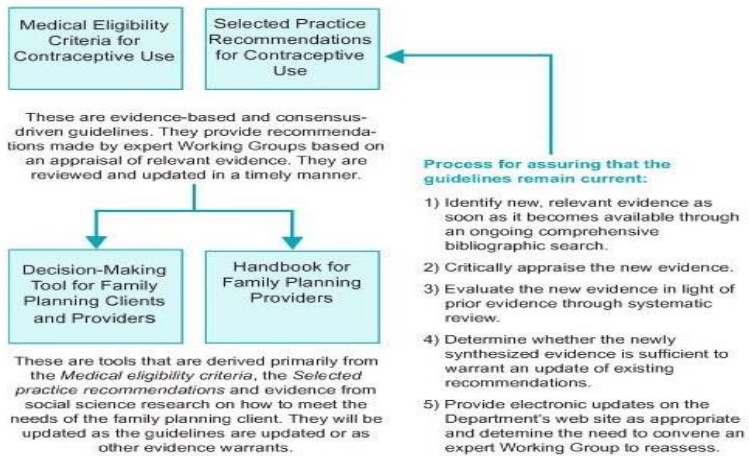 Medical Eligibility
Criteria for
Contraceptive Use
Selected Practice
Recommendations
for Contraceptive
Use
These are evidence-based and consensus-
driven guidelines. They provide recommenda-
tions made by expert Working Groups based on
an appraisal of relevant evidence. They are
reviewed and updated in a timely manner.
Decision-Making
Tool for Family
Planning Clients
and Providers
Handbook for
Family Planning
Providers
These are tools that are derived primarily from
the Medical eligibility criteria, the Selected
practice recommendations and evidence from
social science research on how to meet the
needs of the family planning client. They will be
updated as the guidelines are updated or as
other evidence warrants.
Process for assuring that the
guidelines remain current:
1) Identify new, relevant evidence as
soon as it becomes available through
an ongoing comprehensive
bibliographic search.
2) Critically appraise the new evidence.
3) Evaluate the new evidence in light of
prior evidence through systematic
review.
4) Determine whether the newly
synthesized evidence is sufficient to
warrant an update of existing
recommendations.
5) Provide electronic updates on the
Department's web site as appropriate
and detemine the need to convene an
expert Working Group to reassess.